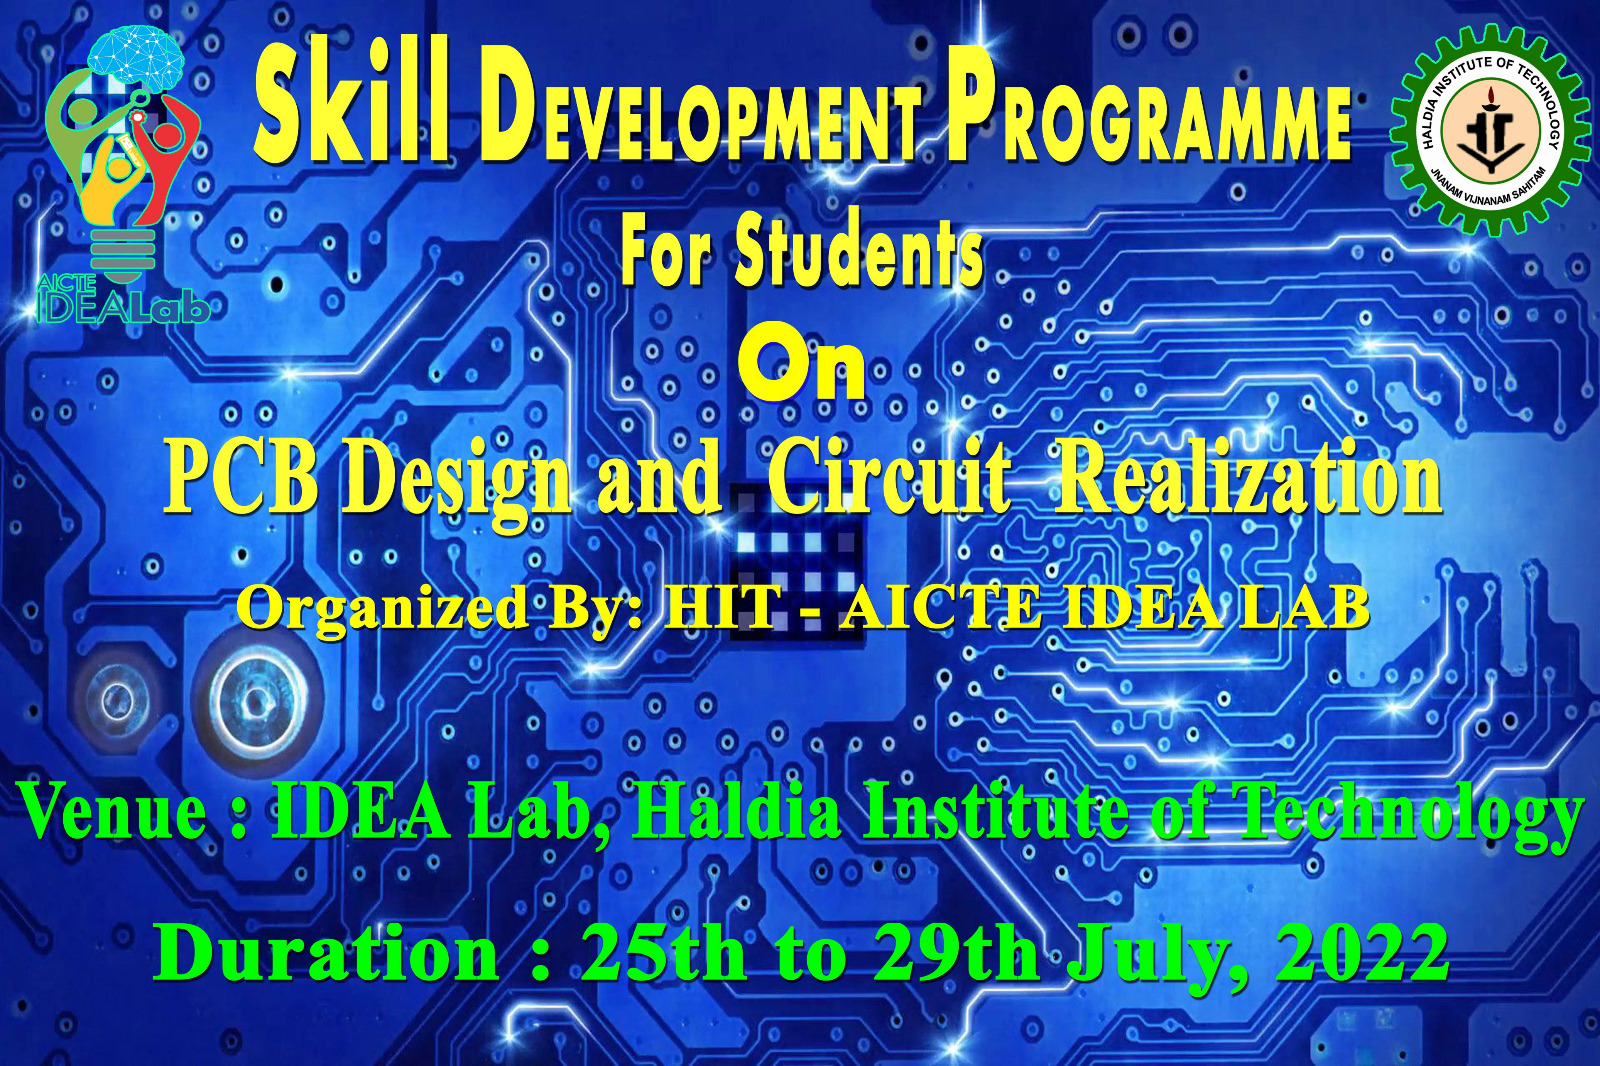 Skill DEVELOPMENT PROGRAMME
For Students
On
PCB Design and Circuit Realization
Organized By: HIT - AICTE IDEA LAB
Venue : IDEA Lab, Haldia Institute of Technology
Duration : 25th to 29th July, 2022
AICTE
IDEALab
HALDIA INSTITUTE OF TECHNOLOGY
JNANAM VIJNANAM SAHITAM